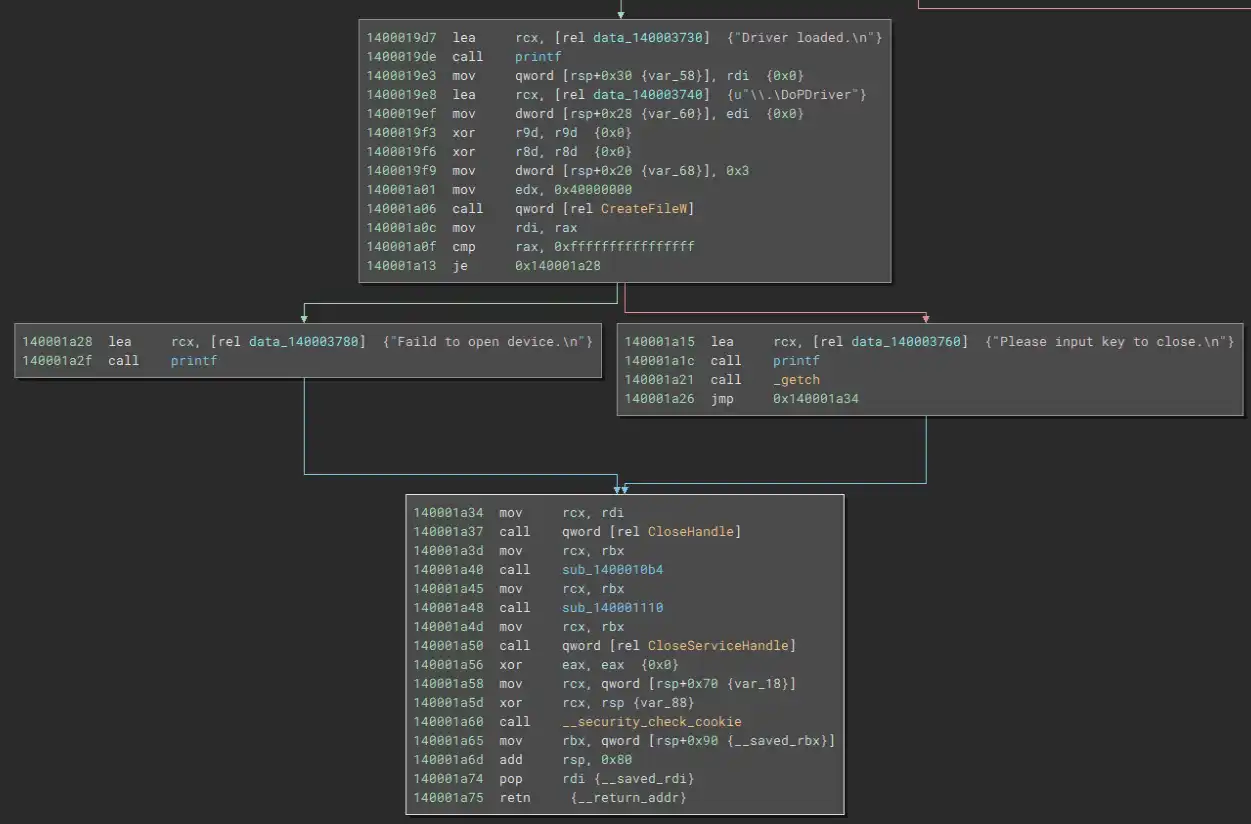 1400019d7 lea rcx, [rel data_140003730] {"Driver loaded.\n"}
1400019de call printf
1400019e3 mov qword [rsp+0x30 {var_58}], rdi {0x0}
1400019e8 lea rcx, [rel data_140003740] {u"\\.\DoPDriver"}
1400019ef mov dword [rsp+0x28 {var_60}], edi {0x0}
1400019f3 xor r9d, r9d {0x0}
1400019f6 xor r8d, r8d {0x0}
1400019f9 mov dword [rsp+0x20 {var_68}], 0x3
140001a01 mov edx, 0x40000000
140001a06 call qword [rel CreateFileW]
140001a0c mov rdi, rax
140001a0f cmp rax, 0xffffffffffffffff
140001a13 je 0x140001a28
140001a28 lea rcx, [rel data_140003780] {"Faild to open device.\n"}
140001a2f call printf
140001a15 lea rcx, [rel data_140003760] {"Please input key to close.\n"}
140001a1c call printf
140001a21 call _getch
140001a26 jmp 0x140001a34
140001a34 mov rcx, rdi
140001a37 call qword [rel CloseHandle]
140001a3d mov rcx, rbx
140001a40 call sub_1400010b4
140001a45 mov rcx, rbx
140001a48 call sub_140001110
140001a4d mov rcx, rbx
140001a50 call qword [rel CloseServiceHandle]
140001a56 xor eax, eax {0x0}
140001a58 mov rcx, qword [rsp+0x70 {var_18}]
140001a5d xor rcx, rsp {var_88}
140001a60 call __security_check_cookie
140001a65 mov rbx, qword [rsp+0x90 {__saved_rbx}]
140001a6d add rsp, 0x80
140001a74 pop rdi {__saved_rdi}
140001a75 retn {__return_addr}